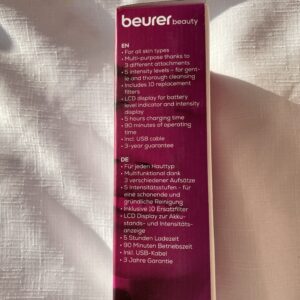 beurer beauty
EN
• For all skin types
• Multi-purpose thanks to
3 different attachments
• 5 intensity levels – for gent-
le and thorough cleansing
• Includes 10 replacement
filters
• LCD display for battery
level indicator and intensity
display
• 5 hours charging time
• 90 minutes of operating
time
• Incl. USB cable
• 3-year guarantee
DE
• Für jeden Hauttyp
• Multifunktional dank
3 verschiedener Aufsätze
• 5 Intensitätsstufen – für
eine schonende und
gründliche Reinigung
• Inklusive 10 Ersatzfilter
• LCD Display zur Akku-
stands- und Intensitäts-
anzeige
• 5 Stunden Ladezeit
• 90 Minuten Betriebszeit
• Inkl. USB-Kabel
• 3 Jahre Garantie